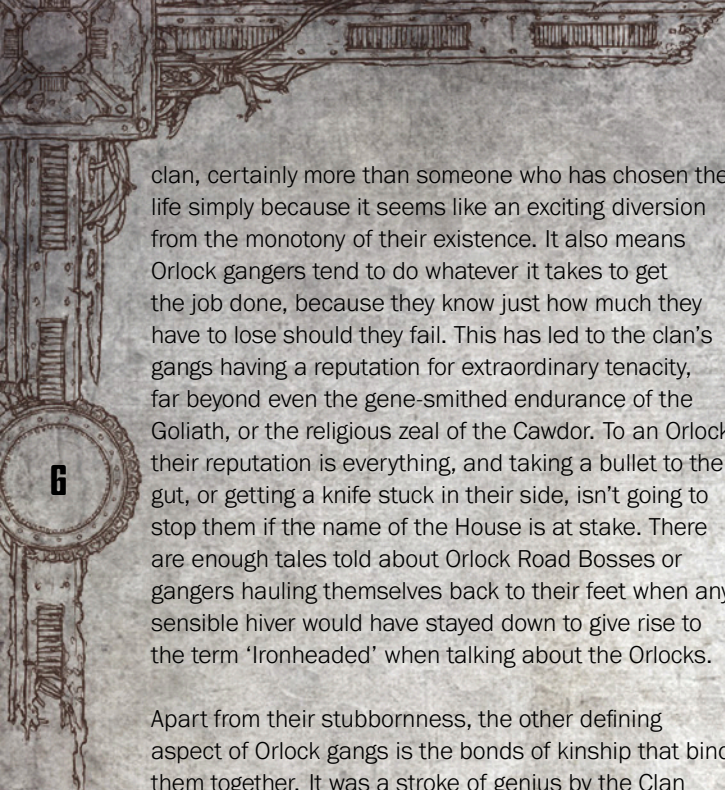 clan, certainly more than someone who has chosen the
life simply because it seems like an exciting diversion
from the monotony of their existence. It also means
Orlock gangers tend to do whatever it takes to get
the job done, because they know just how much they
have to lose should they fail. This has led to the clan’s
gangs having a reputation for extraordinary tenacity,
far beyond even the gene-smithed endurance of the
Goliath, or the religious zeal of the Cawdor. To an Orlock
their reputation is everything, and taking a bullet to the
6
gut, or getting a knife stuck in their side, isn’t going to
stop them if the name of the House is at stake. There
are enough tales told about Orlock Road Bosses or
gangers hauling themselves back to their feet when any
sensible hiver would have stayed down to give rise to
the term ‘Ironheaded’ when talking about the Orlocks.
Apart from their stubbornness, the other defining
aspect of Orlock gangs is the bonds of kinship that bind
them together. It was a stroke of genius by the Clan